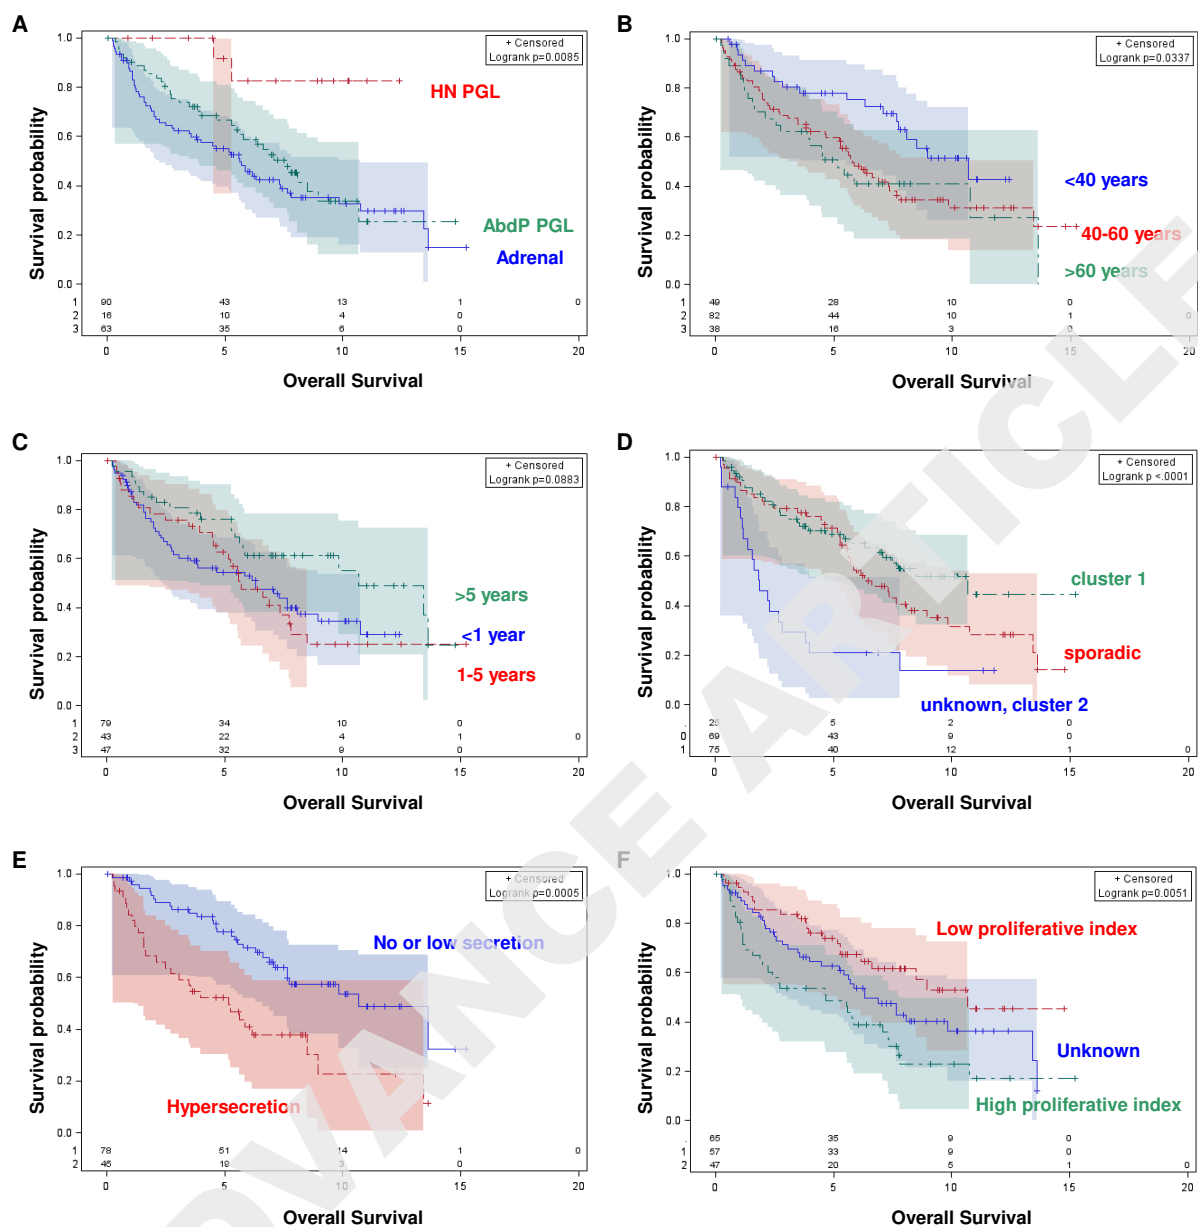 A
1.0
0.8
0.6
0.4
0.2
0.0
Survival probability
+ Censored
Logrank p=0.0085
HN PGL
AbdP PGL
Adrenal
1 90 43 13 1 0
2 16 10 4 0
3 63 35 6 0
0 5 10 15 20
Overall Survival
B
1.0
0.8
0.6
0.4
0.2
0.0
Survival probability
+ Censored
Logrank p=0.0337
<40 years
40-60 years
>60 years
1 49 28 10 0
2 82 44 10 1 0
3 38 16 3 0
0 5 10 15 20
Overall Survival
C
1.0
0.8
0.6
0.4
0.2
0.0
Survival probability
+ Censored
Logrank p=0.0883
>5 years
<1 year
1-5 years
1 79 34 10 0
2 43 22 4 1 0
3 47 32 9 0
0 5 10 15 20
Overall Survival
D
1.0
0.8
0.6
0.4
0.2
0.0
Survival probability
+ Censored
Logrank p <.0001
cluster 1
sporadic
unknown, cluster 2
. 25 5 2 0
0 69 43 9 0
1 75 40 12 1 0
0 5 10 15 20
Overall Survival
E
1.0
0.8
0.6
0.4
0.2
0.0
Survival probability
+ Censored
Logrank p=0.0005
No or low secretion
Hypersecretion
1 78 51 14 1 0
2 45 19 3 0
0 5 10 15 20
Overall Survival
F
1.0
0.8
0.6
0.4
0.2
0.0
Survival probability
+ Censored
Logrank p=0.0051
Low proliferative index
Unknown
High proliferative index
. 65 35 9 0
1 57 33 9 0
2 47 20 5 1 0
0 5 10 15 20
Overall Survival
ADVANCE ARTICLE